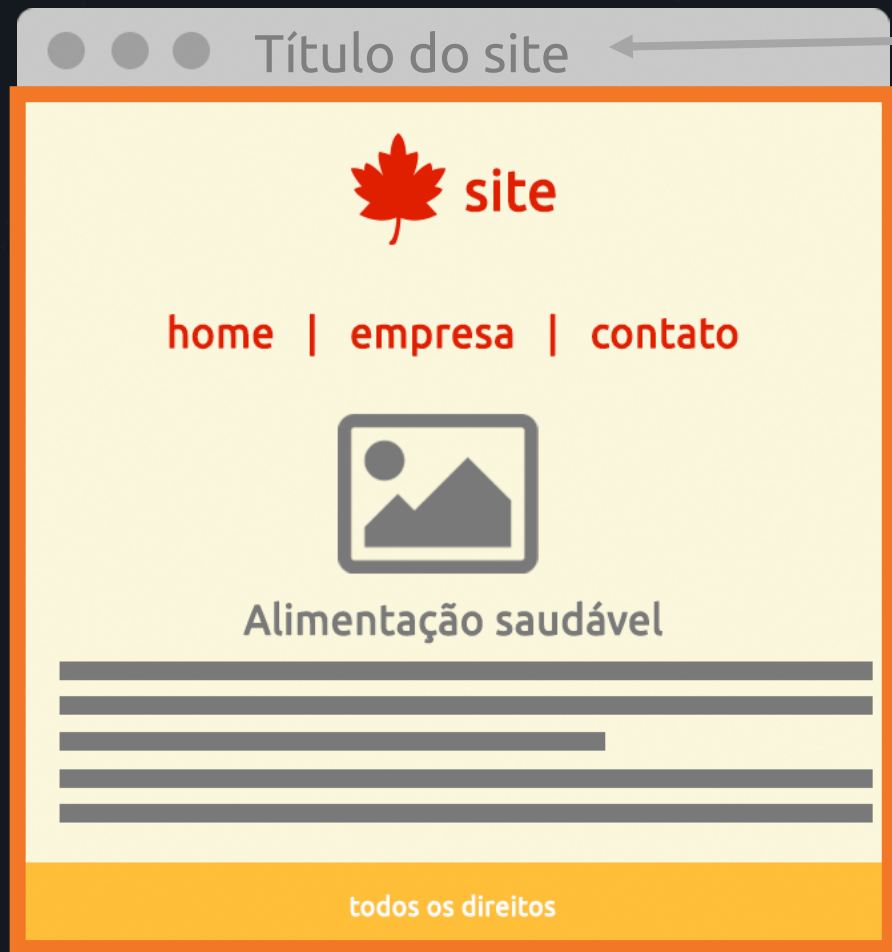 Título do site
site
home | empresa | contato
Alimentação saudável
todos os direitos